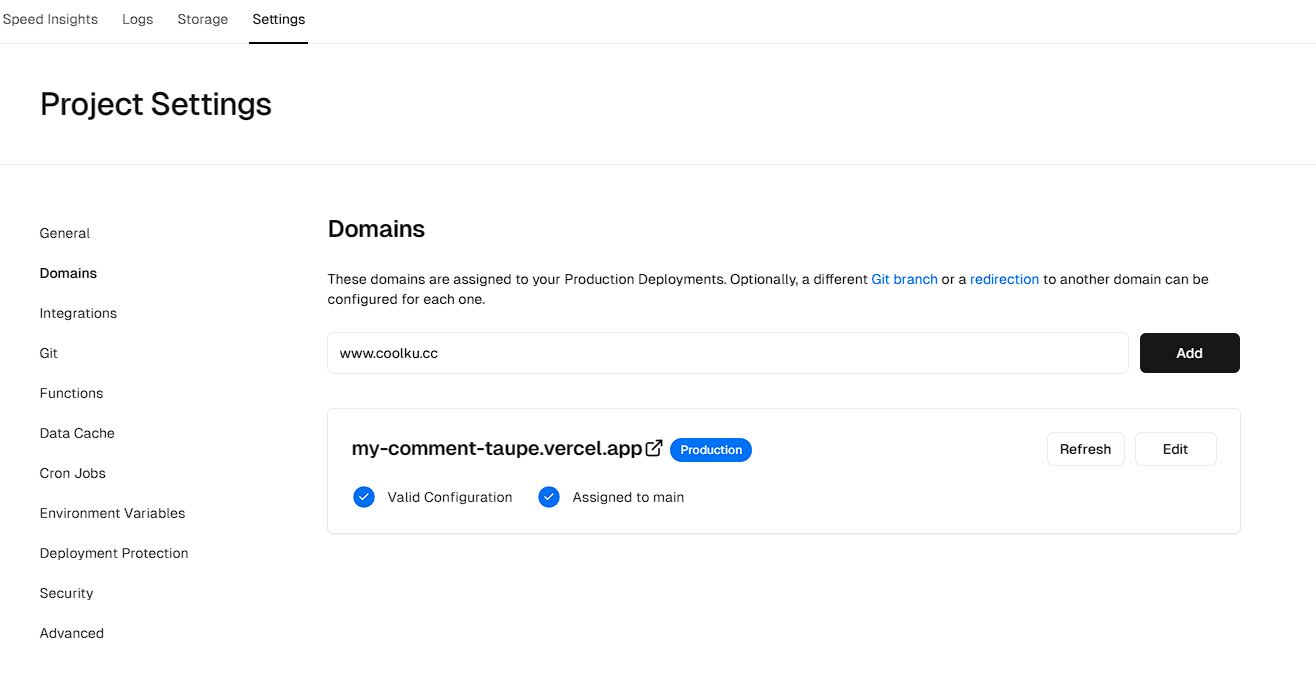 Speed Insights Logs Storage Settings
Project Settings
General
Domains
Integrations
Git
Functions
Data Cache
Cron Jobs
Environment Variables
Deployment Protection
Security
Advanced
Domains
These domains are assigned to your Production Deployments. Optionally, a different Git branch or a redirection to another domain can be
configured for each one.
www.coolku.cc Add
my-comment-taupe.vercel.app Production Refresh Edit
Valid Configuration Assigned to main